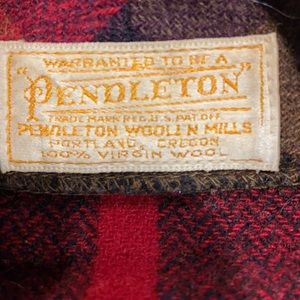 WARRANTED TO BE A
"PENDLETON"
TRADE MARK REG. U.S. PAT. OFF.
PENDLETON WOOLEN MILLS
PORTLAND, OREGON
100% VIRGIN WOOL